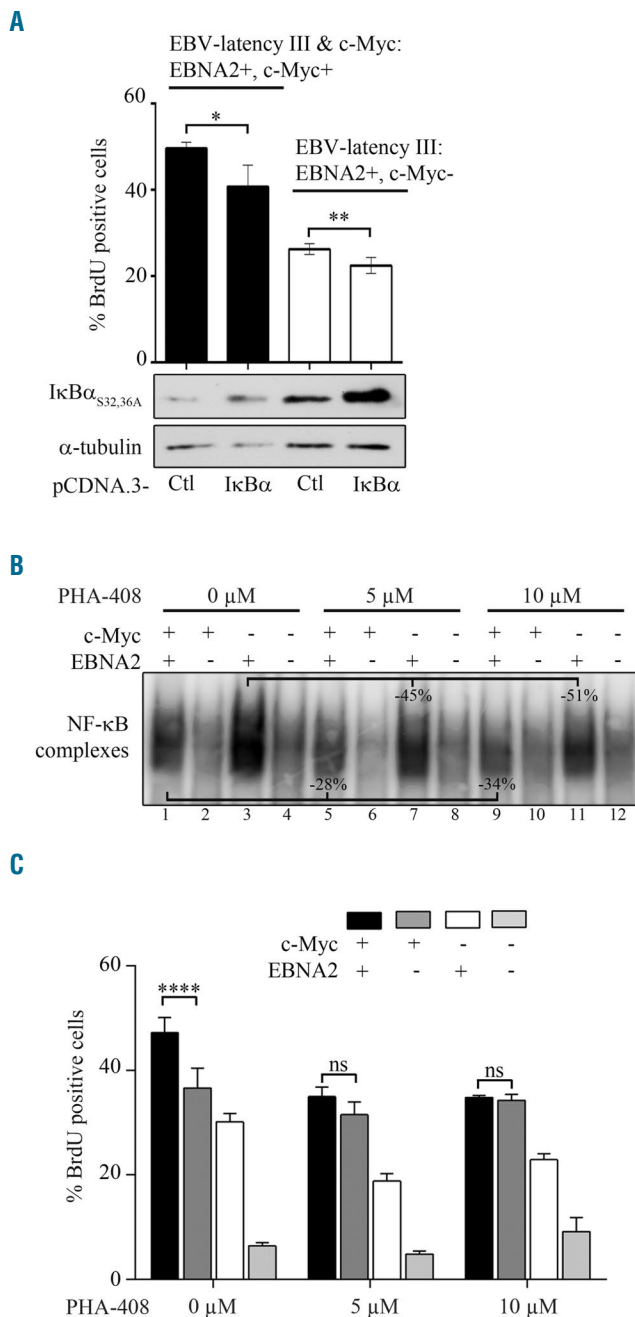 A
EBV-latency III & c-Myc:
EBNA2+, c-Myc+
60
*
EBV-latency III:
EBNA2+, c-Myc-
40
**
20
0
% BrdU positive cells
IκBα S32,36A
α-tubulin
pCDNA.3- Ctl IκBα Ctl IκBα
B
PHA-408 0 µM 5 µM 10 µM
c-Myc + + - - + + - - + + - -
EBNA2 + - + - + - + - + - + -
-45% -51%
NF-κB
complexes
-28% -34%
1 2 3 4 5 6 7 8 9 10 11 12
C
c-Myc + + - -
EBNA2 + - + -
60
****
ns ns
40
20
0
% BrdU positive cells
PHA-408 0 µM 5 µM 10 µM